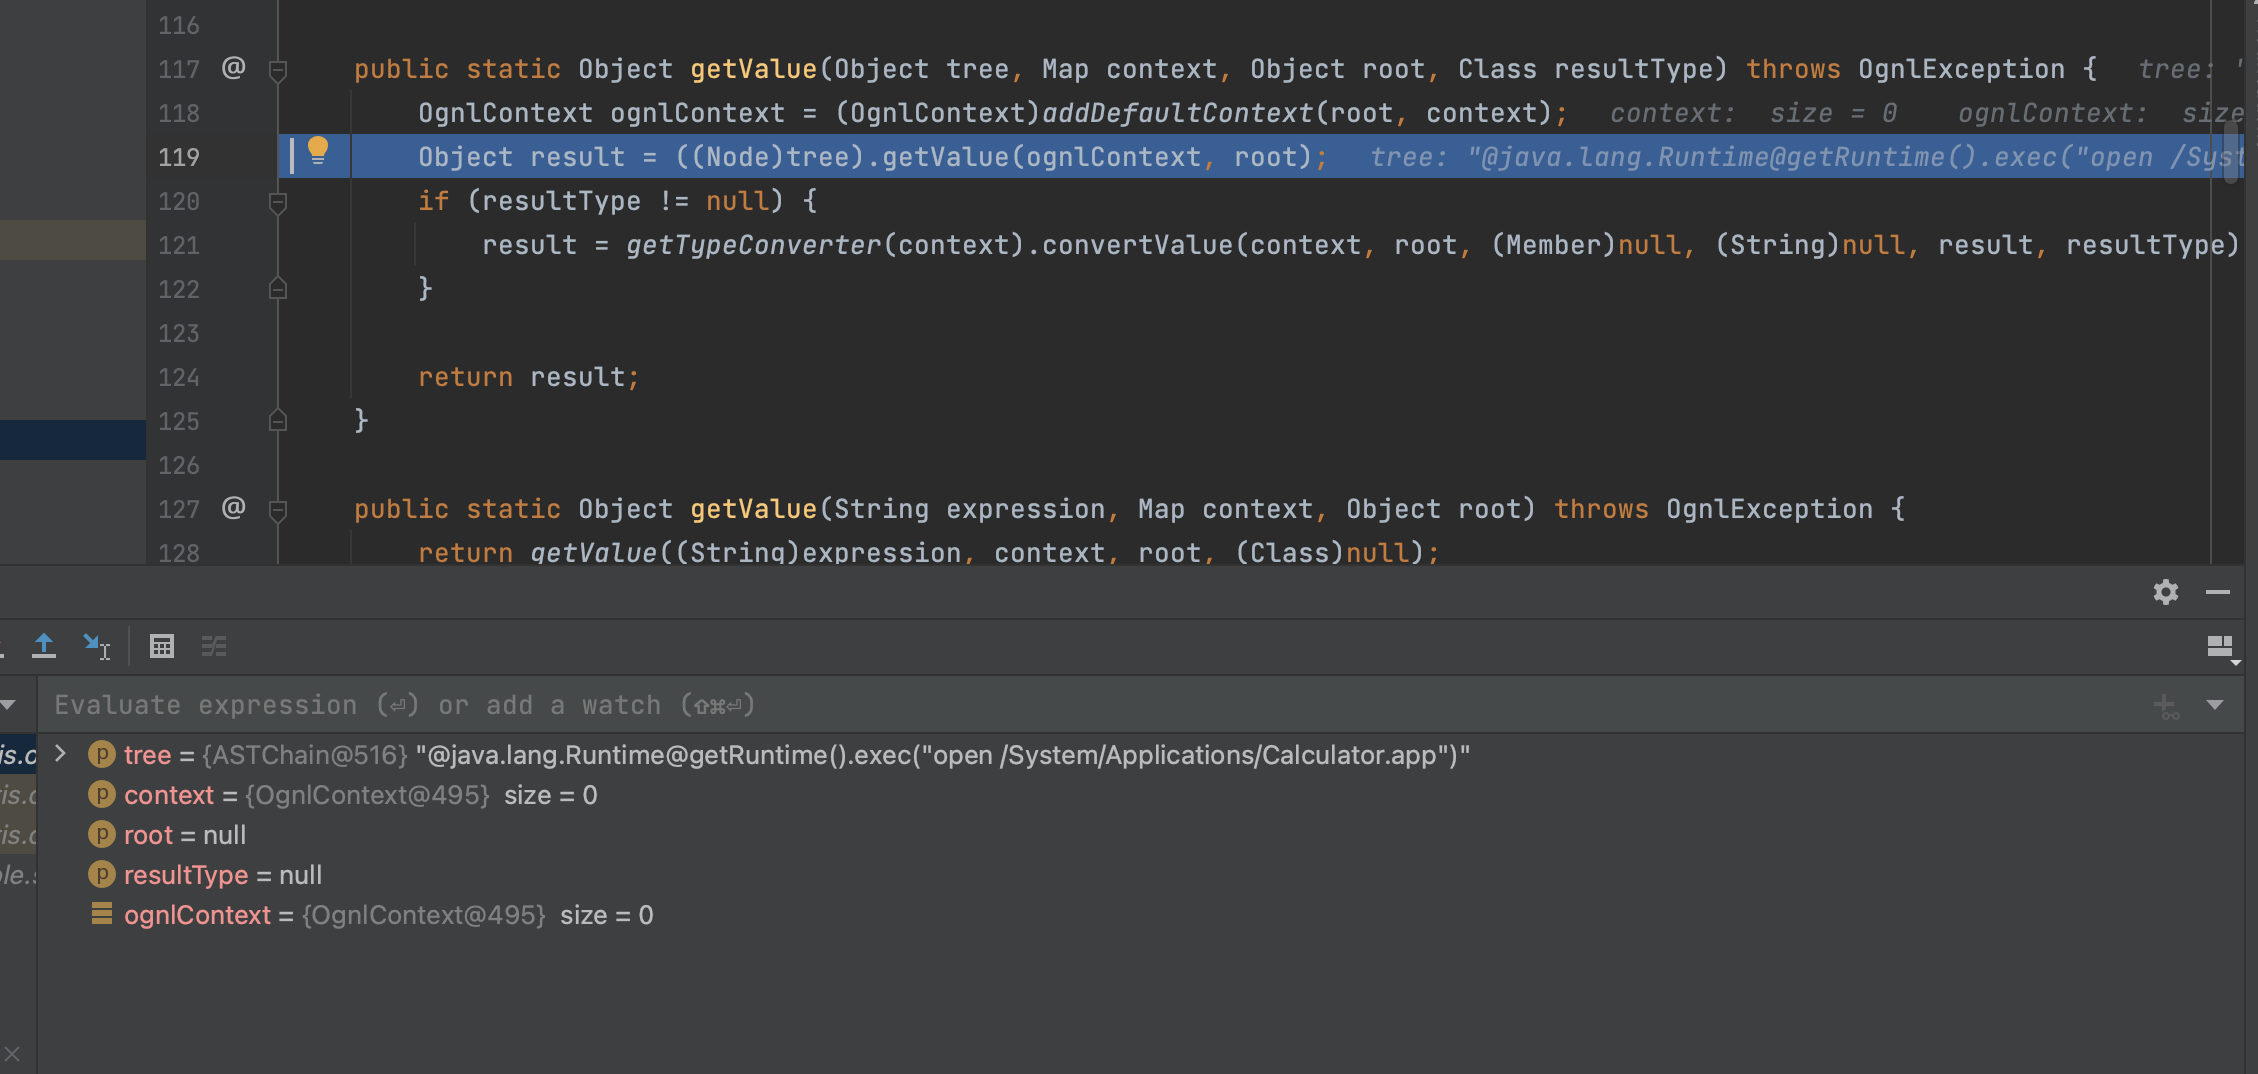 116
117 @ public static Object getValue(Object tree, Map context, Object root, Class resultType) throws OgnlException { tree: "
118 OgnlContext ognlContext = (OgnlContext)addDefaultContext(root, context); context: size = 0 ognlContext: size
119 Object result = ((Node)tree).getValue(ognlContext, root); tree: "@java.lang.Runtime@getRuntime().exec("open /Syst
120 if (resultType != null) {
121 result = getTypeConverter(context).convertValue(context, root, (Member)null, (String)null, result, resultType)
122 }
123
124 return result;
125 }
126
127 @ public static Object getValue(String expression, Map context, Object root) throws OgnlException {
128 return getValue((String)expression, context, root, (Class)null);
Evaluate expression (⏎) or add a watch (⇧⌘⏎)
is.c
tree = {ASTChain@516} "@java.lang.Runtime@getRuntime().exec("open /System/Applications/Calculator.app")"
tis.c
p context = {OgnlContext@495} size = 0
tis.c
p root = null
ple.s
p resultType = null
ognlContext = {OgnlContext@495} size = 0